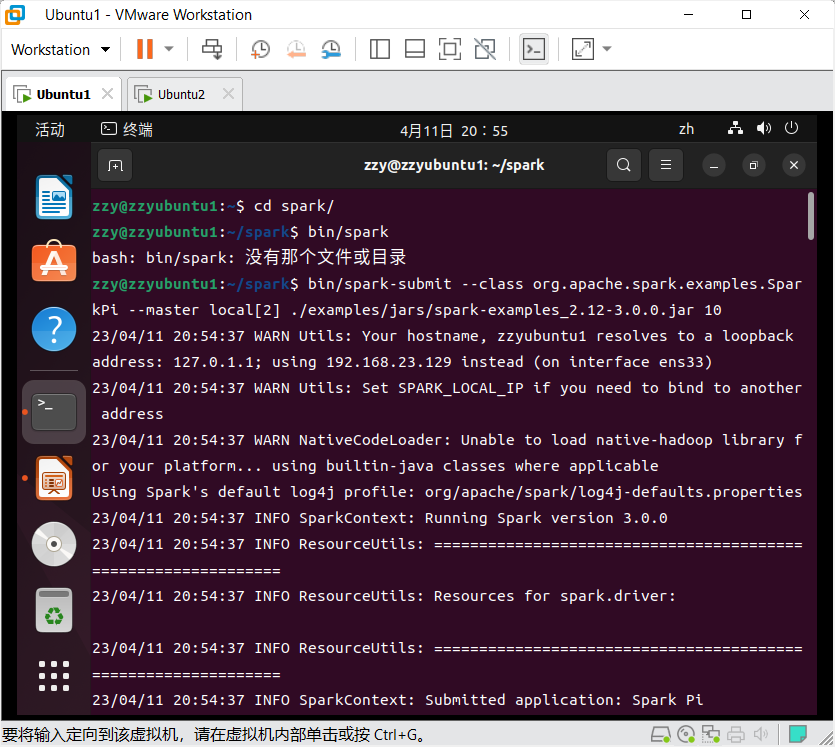 Ubuntu1 - VMware Workstation
Workstation
Ubuntu1
Ubuntu2
活动
终端
4月11日 20：55
zh
zzy@zzyubuntu1: ~/spark
zzy@zzyubuntu1:~$ cd spark/
zzy@zzyubuntu1:~/spark$ bin/spark
bash: bin/spark: 没有那个文件或目录
zzy@zzyubuntu1:~/spark$ bin/spark-submit --class org.apache.spark.examples.Spar
kPi --master local[2] ./examples/jars/spark-examples_2.12-3.0.0.jar 10
23/04/11 20:54:37 WARN Utils: Your hostname, zzyubuntu1 resolves to a loopback
address: 127.0.1.1; using 192.168.23.129 instead (on interface ens33)
23/04/11 20:54:37 WARN Utils: Set SPARK_LOCAL_IP if you need to bind to another
 address
23/04/11 20:54:37 WARN NativeCodeLoader: Unable to load native-hadoop library f
or your platform... using builtin-java classes where applicable
Using Spark's default log4j profile: org/apache/spark/log4j-defaults.properties
23/04/11 20:54:37 INFO SparkContext: Running Spark version 3.0.0
23/04/11 20:54:37 INFO ResourceUtils: =========================================
=====================
23/04/11 20:54:37 INFO ResourceUtils: Resources for spark.driver:
23/04/11 20:54:37 INFO ResourceUtils: =========================================
=====================
23/04/11 20:54:37 INFO SparkContext: Submitted application: Spark Pi
要将输入定向到该虚拟机，请在虚拟机内部单击或按 Ctrl+G。